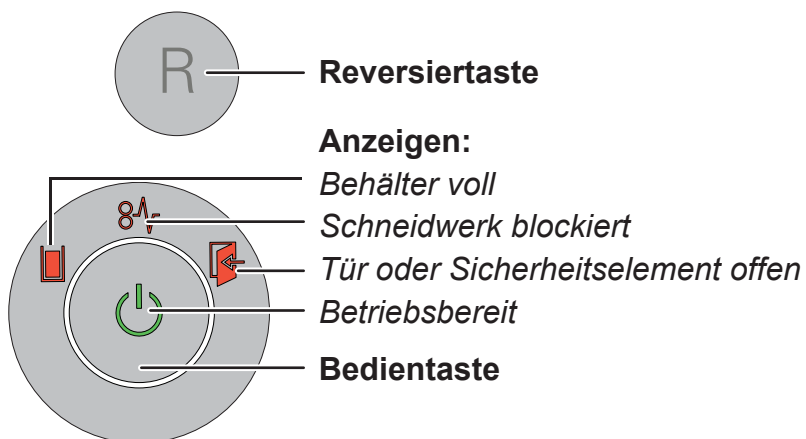 R
Reversiertaste
Anzeigen:
Behälter voll
Schneidwerk blockiert
Tür oder Sicherheitselement offen
Betriebsbereit
Bedientaste